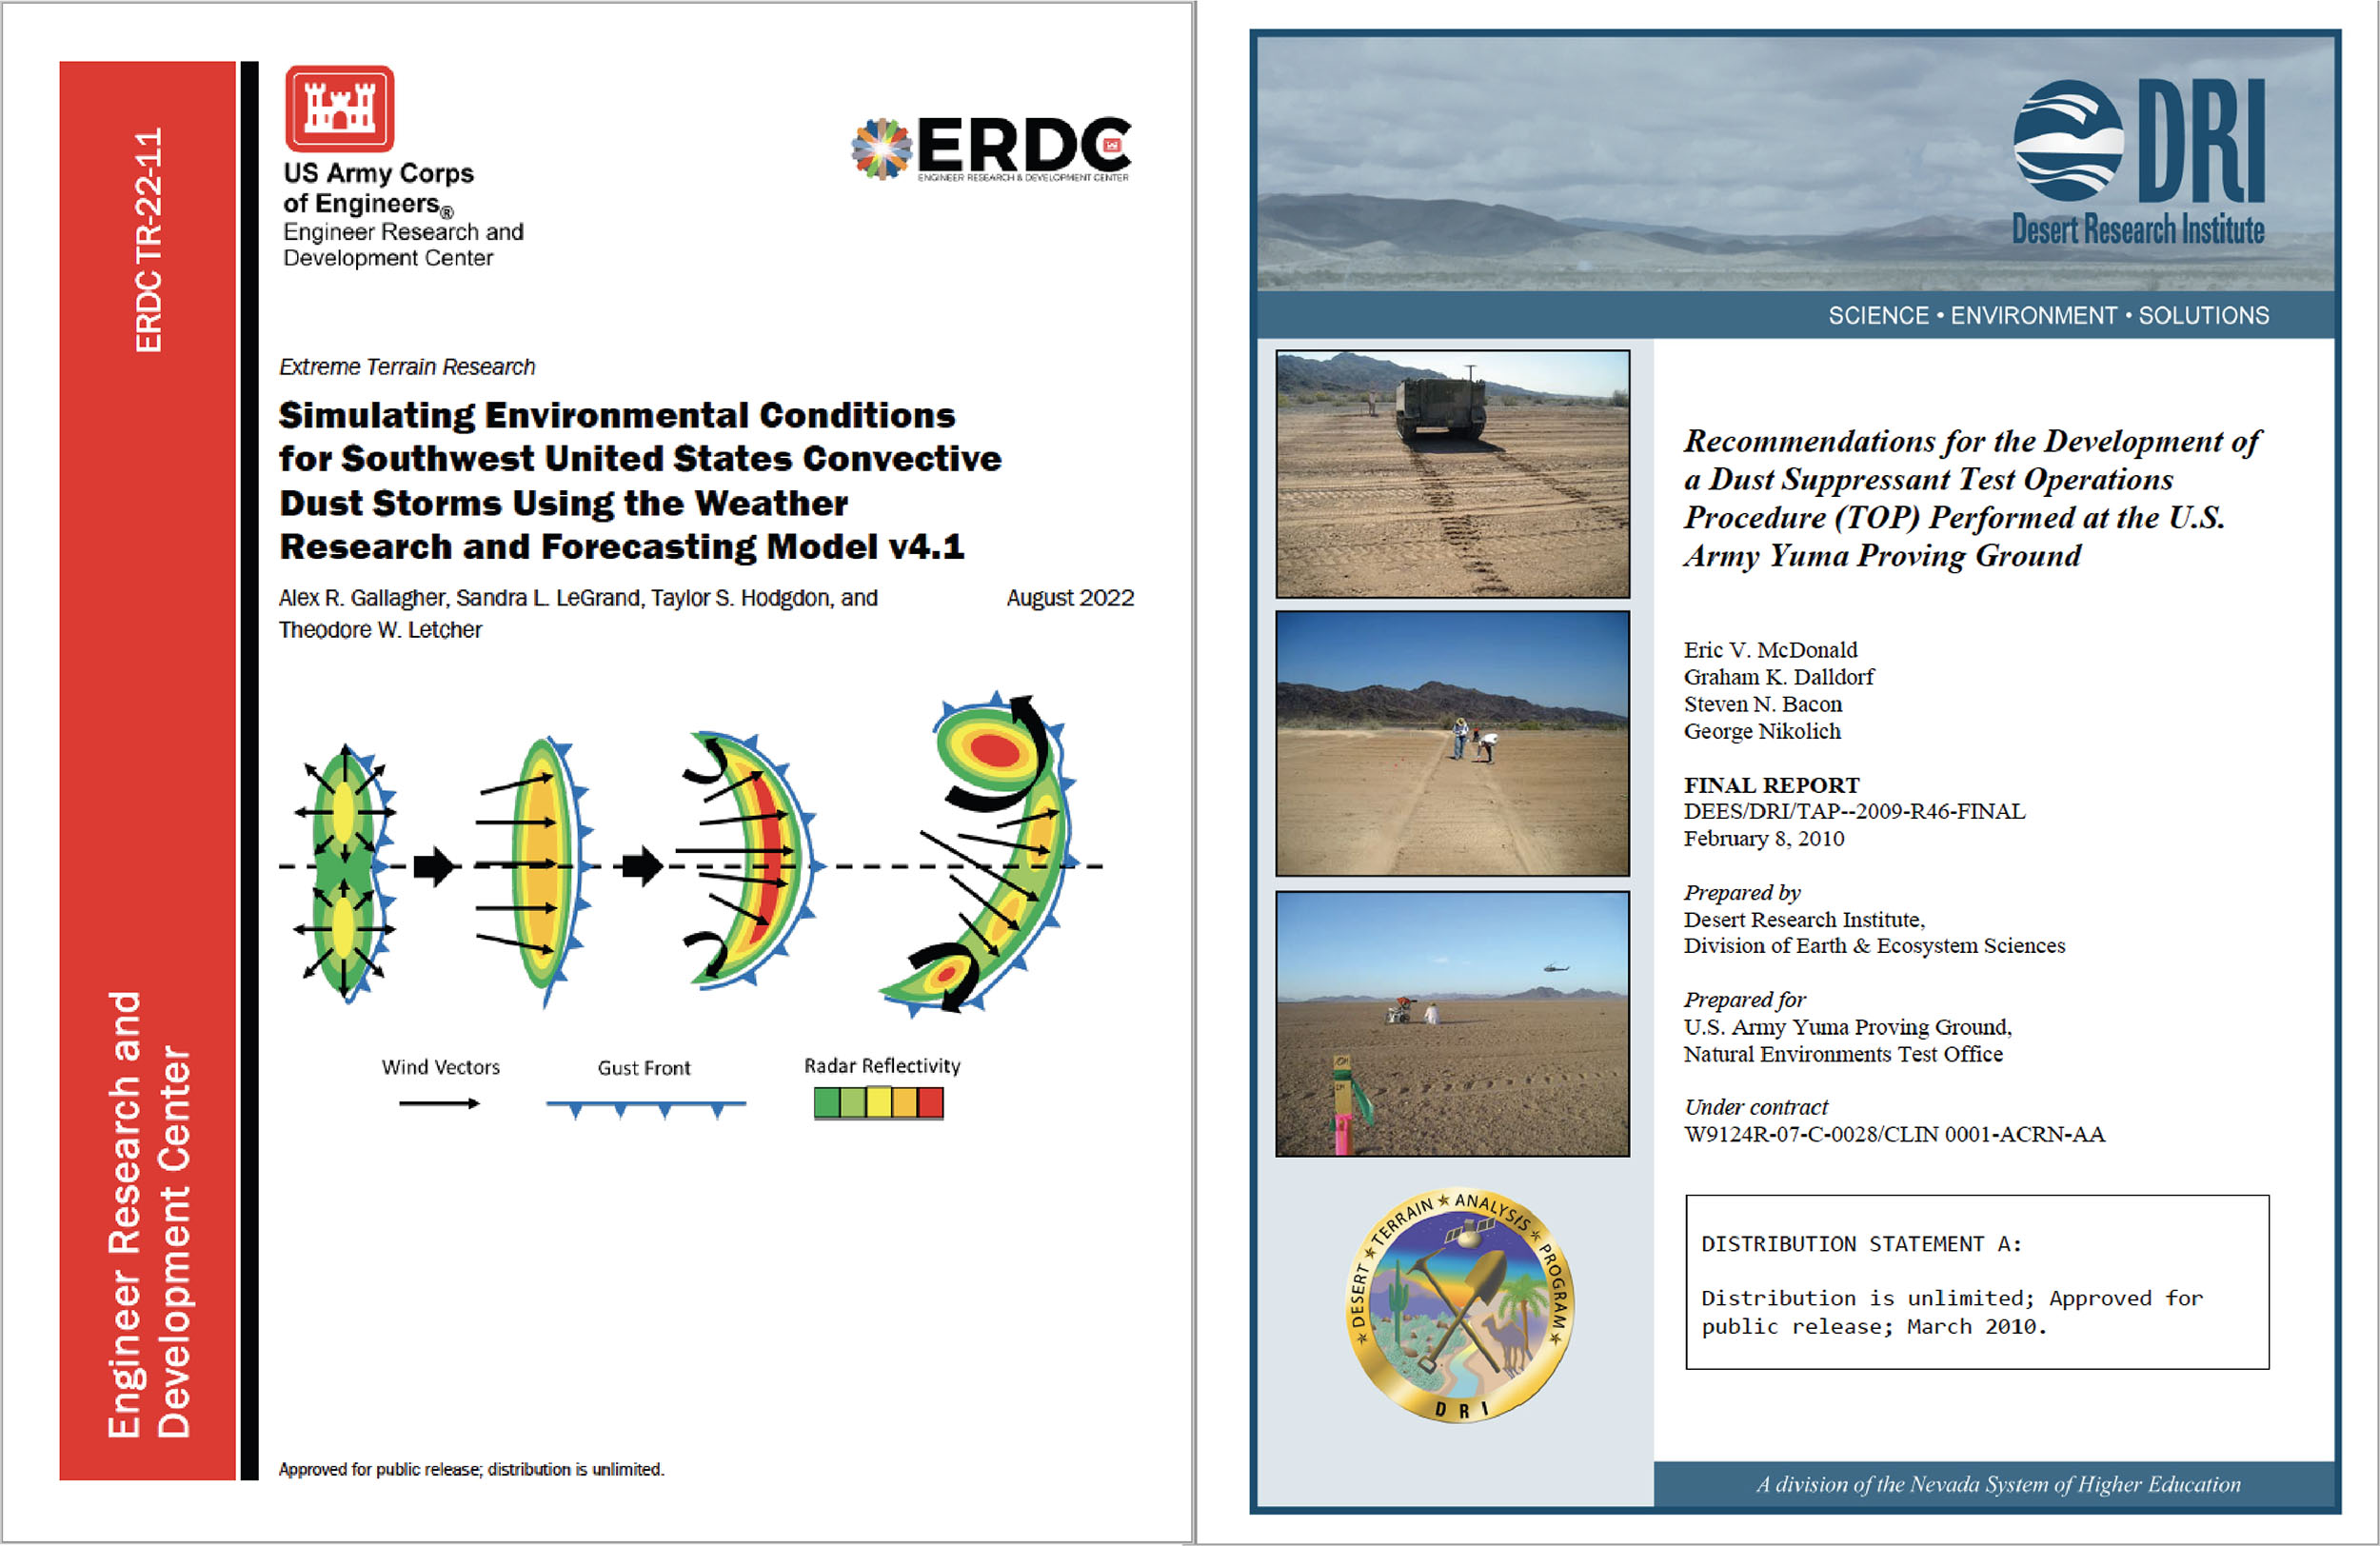 ERDC TR-22-11
Engineer Research and
Development Center
US Army Corps
of Engineers®
Engineer Research and
Development Center
ERDC
ENGINEER RESEARCH & DEVELOPMENT CENTER
Extreme Terrain Research
Simulating Environmental Conditions
for Southwest United States Convective
Dust Storms Using the Weather
Research and Forecasting Model v4.1
Alex R. Gallagher, Sandra L. LeGrand, Taylor S. Hodgdon, and
Theodore W. Letcher
August 2022
Wind Vectors
Gust Front
Radar Reflectivity
Approved for public release; distribution is unlimited.
DRI
Desert Research Institute
SCIENCE • ENVIRONMENT • SOLUTIONS
Recommendations for the Development of
a Dust Suppressant Test Operations
Procedure (TOP) Performed at the U.S.
Army Yuma Proving Ground
Eric V. McDonald
Graham K. Dalldorf
Steven N. Bacon
George Nikolich
FINAL REPORT
DEES/DRI/TAP--2009-R46-FINAL
February 8, 2010
Prepared by
Desert Research Institute,
Division of Earth & Ecosystem Sciences
Prepared for
U.S. Army Yuma Proving Ground,
Natural Environments Test Office
Under contract
W9124R-07-C-0028/CLIN 0001-ACRN-AA
DISTRIBUTION STATEMENT A:
Distribution is unlimited; Approved for
public release; March 2010.
★ DESERT ★ TERRAIN ★ ANALYSIS ★ PROGRAM ★
DRI
A division of the Nevada System of Higher Education